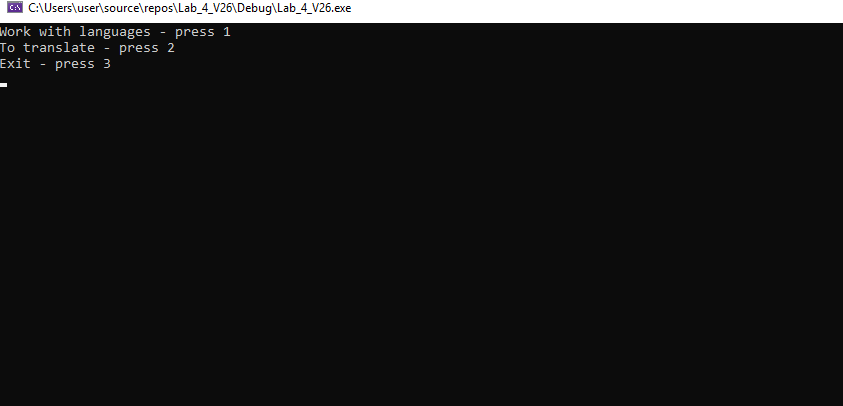 C:\Users\user\source\repos\Lab_4_V26\Debug\Lab_4_V26.exe
Work with languages - press 1
To translate - press 2
Exit - press 3